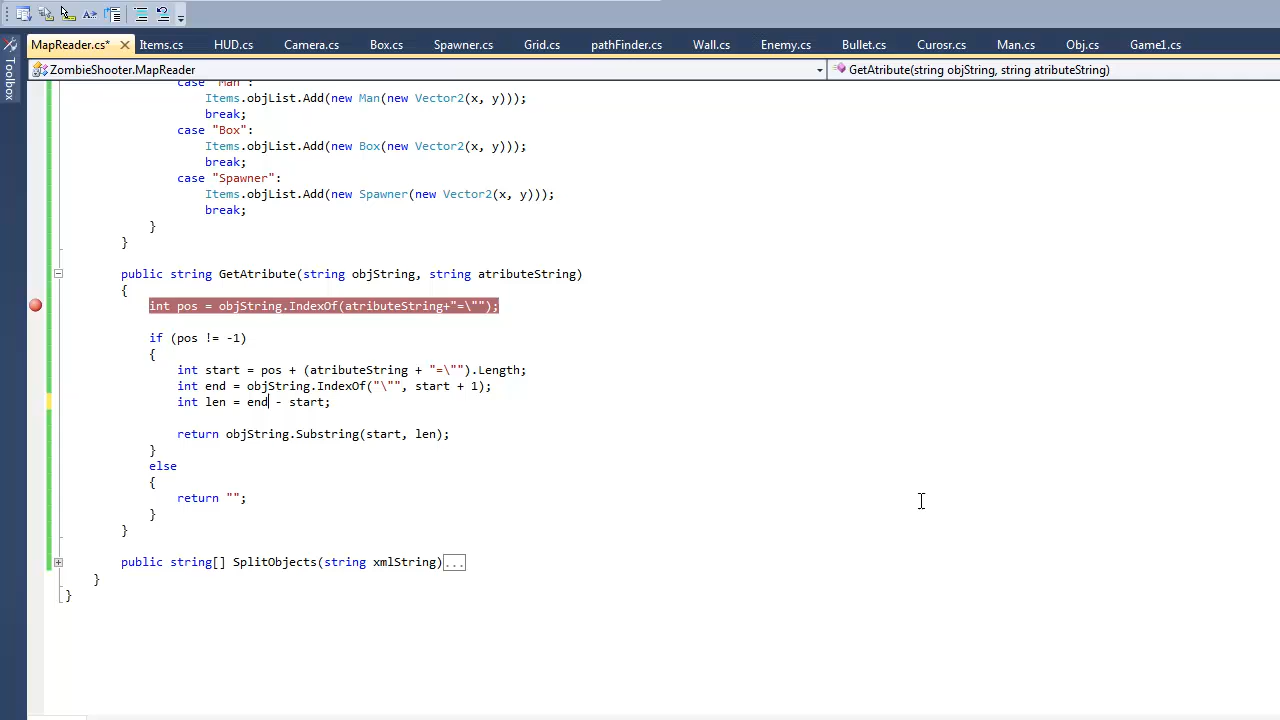 MapReader.cs* Items.cs HUD.cs Camera.cs Box.cs Spawner.cs Grid.cs pathFinder.cs Wall.cs Enemy.cs Bullet.cs Curosr.cs Man.cs Obj.cs Game1.cs
Toolbox
ZombieShooter.MapReader GetAtribute(string objString, string atributeString)
case "Man":
Items.objList.Add(new Man(new Vector2(x, y)));
break;
case "Box":
Items.objList.Add(new Box(new Vector2(x, y)));
break;
case "Spawner":
Items.objList.Add(new Spawner(new Vector2(x, y)));
break;
}
}
public string GetAtribute(string objString, string atributeString)
{
int pos = objString.IndexOf(atributeString+"=\"");
if (pos != -1)
{
int start = pos + (atributeString + "=\"").Length;
int end = objString.IndexOf("\"", start + 1);
int len = end - start;
return objString.Substring(start, len);
}
else
{
return "";
}
}
public string[] SplitObjects(string xmlString)...
}
}